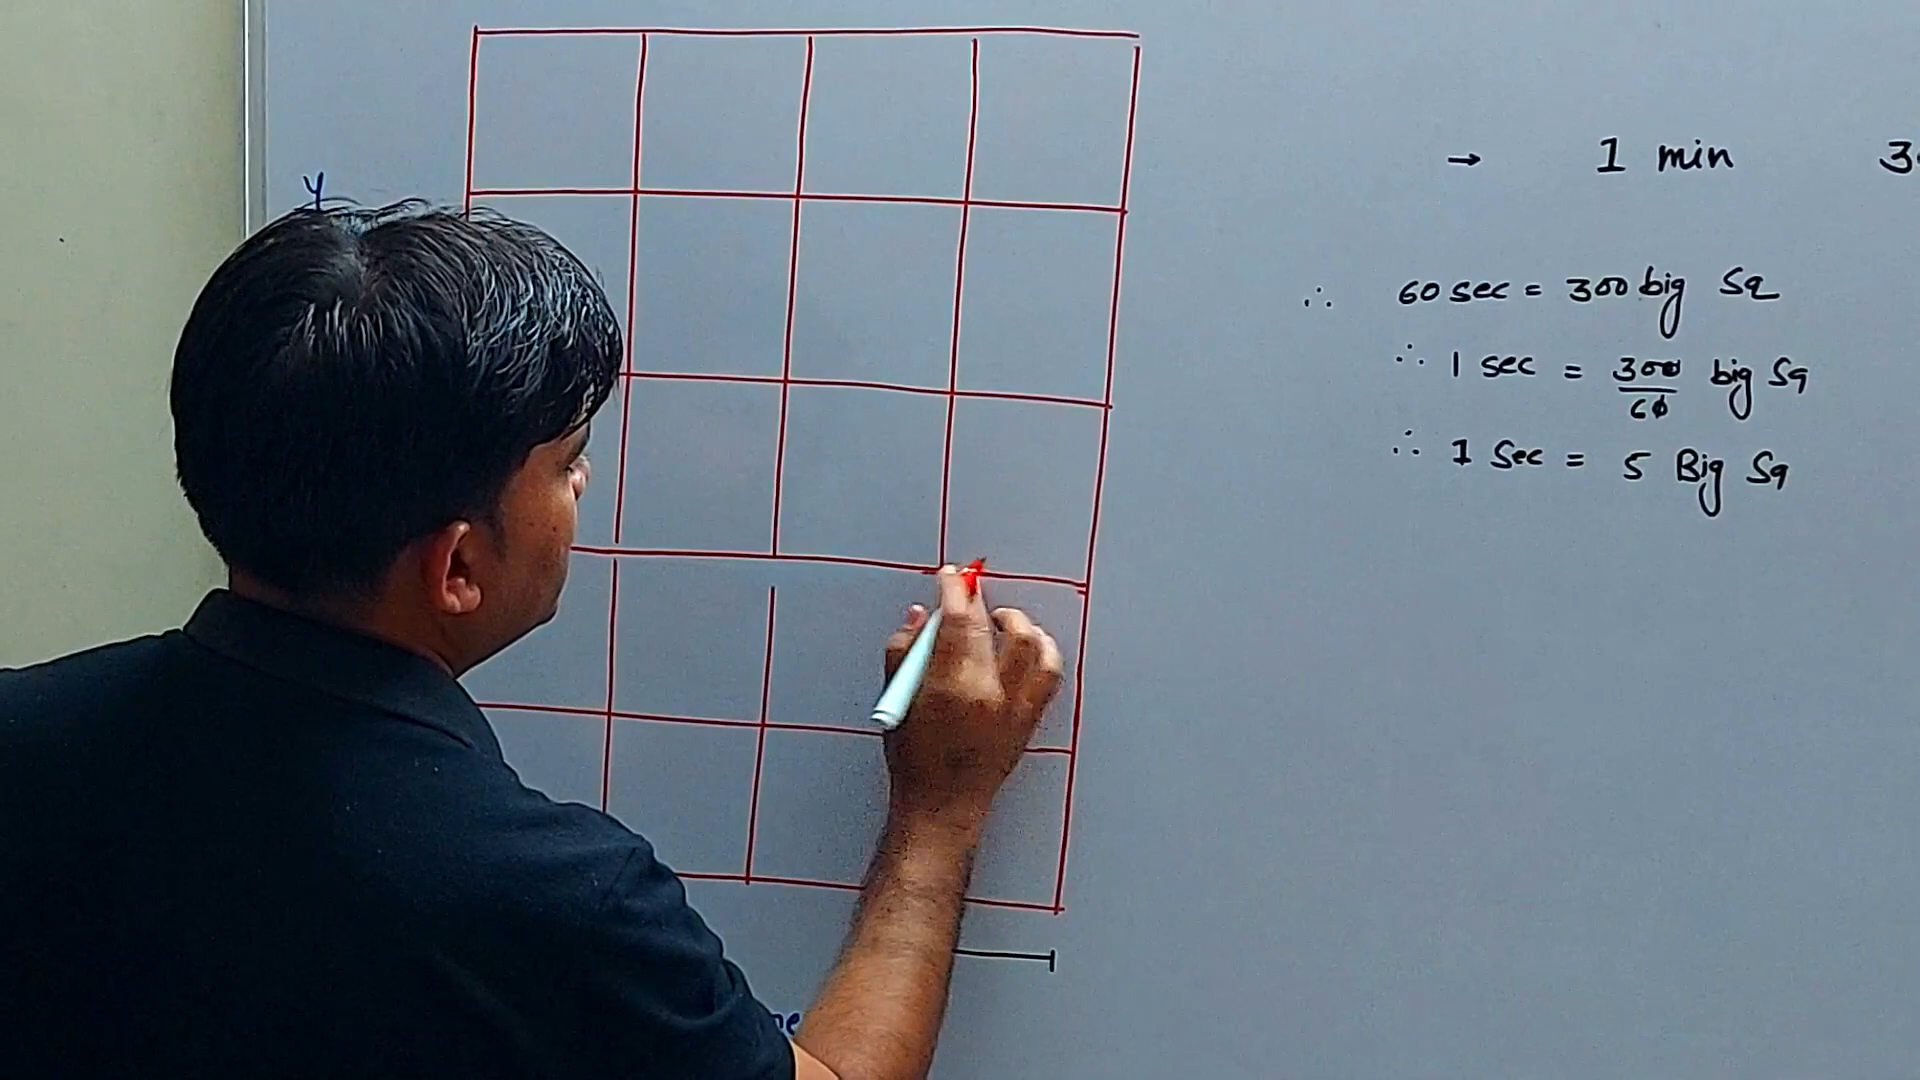 Y
→ 1 min
∴ 60 sec = 300 big Sq
∴ 1 sec = 300/60 big Sq
∴ 1 Sec = 5 Big Sq